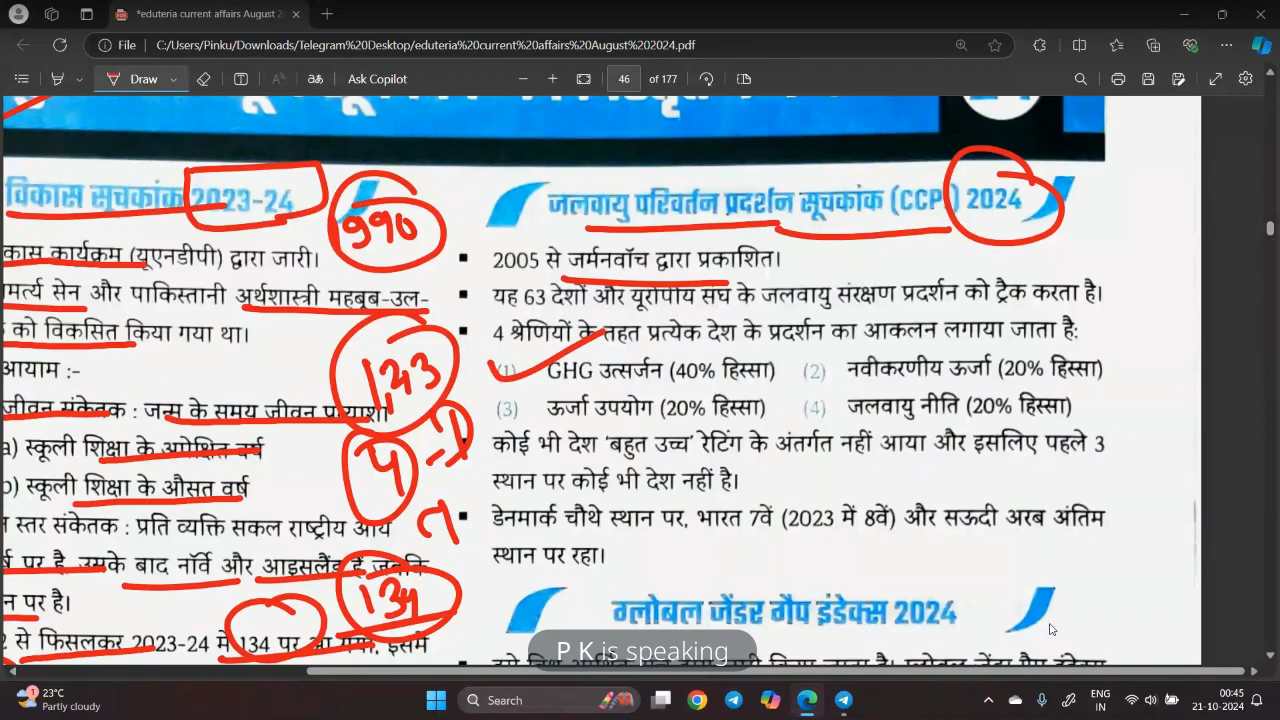 *eduteria current affairs August 2
File C:/Users/Pinku/Downloads/Telegram%20Desktop/eduteria%20current%20affairs%20August%202024.pdf
Draw
Ask Copilot
46 of 177
विकास सूचकांक 2023-24
990
कास कार्यक्रम (यूएनडीपी) द्वारा जारी।
मर्त्य सेन और पाकिस्तानी अर्थशास्त्री महबूब-उल-
को विकसित किया गया था।
आयाम :-
जीवन संकेतक : जन्म के समय जीवन प्रत्याशा
a) स्कूली शिक्षा के अपेक्षित वर्ष
b) स्कूली शिक्षा के औसत वर्ष
न स्तर संकेतक : प्रति व्यक्ति सकल राष्ट्रीय आय
र्ष पर है, उसके बाद नॉर्वे और आइसलैंड हैं जबकि
न पर है।
2 से फिसलकर 2023-24 में 134 पर आ गया, इसमें
134
जलवायु परिवर्तन प्रदर्शन सूचकांक (CCP) 2024
2005 से जर्मनवॉच द्वारा प्रकाशित।
यह 63 देशों और यूरोपीय संघ के जलवायु संरक्षण प्रदर्शन को ट्रैक करता है।
4 श्रेणियों के तहत प्रत्येक देश के प्रदर्शन का आकलन लगाया जाता है:
(1) GHG उत्सर्जन (40% हिस्सा) (2) नवीकरणीय ऊर्जा (20% हिस्सा)
(3) ऊर्जा उपयोग (20% हिस्सा) (4) जलवायु नीति (20% हिस्सा)
कोई भी देश 'बहुत उच्च' रेटिंग के अंतर्गत नहीं आया और इसलिए पहले 3
स्थान पर कोई भी देश नहीं है।
डेनमार्क चौथे स्थान पर, भारत 7वें (2023 में 8वें) और सऊदी अरब अंतिम
स्थान पर रहा।
ग्लोबल जेंडर गैप इंडेक्स 2024
P K is speaking
23°C
Partly cloudy
1
Search
ENG
IN
00:45
21-10-2024